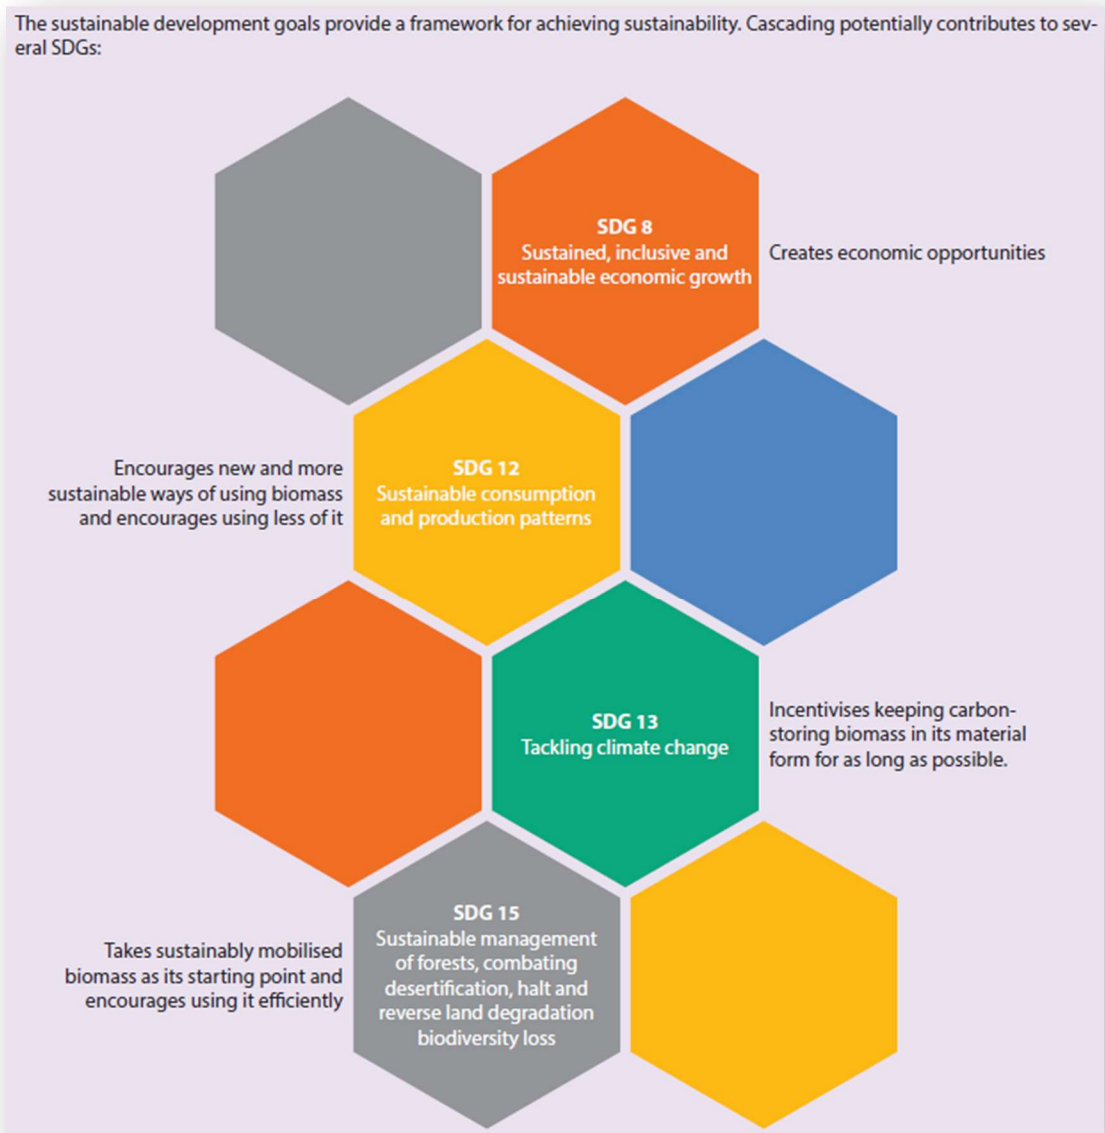 The sustainable development goals provide a framework for achieving sustainability. Cascading potentially contributes to sev-
eral SDGs:
SDG 8
Sustained, inclusive and
sustainable economic growth
Creates economic opportunities
Encourages new and more
sustainable ways of using biomass
and encourages using less of it
SDG 12
Sustainable consumption
and production patterns
SDG 13
Tackling climate change
Incentivises keeping carbon-
storing biomass in its material
form for as long as possible.
Takes sustainably mobilised
biomass as its starting point and
encourages using it efficiently
SDG 15
Sustainable management
of forests, combating
desertification, halt and
reverse land degradation
biodiversity loss